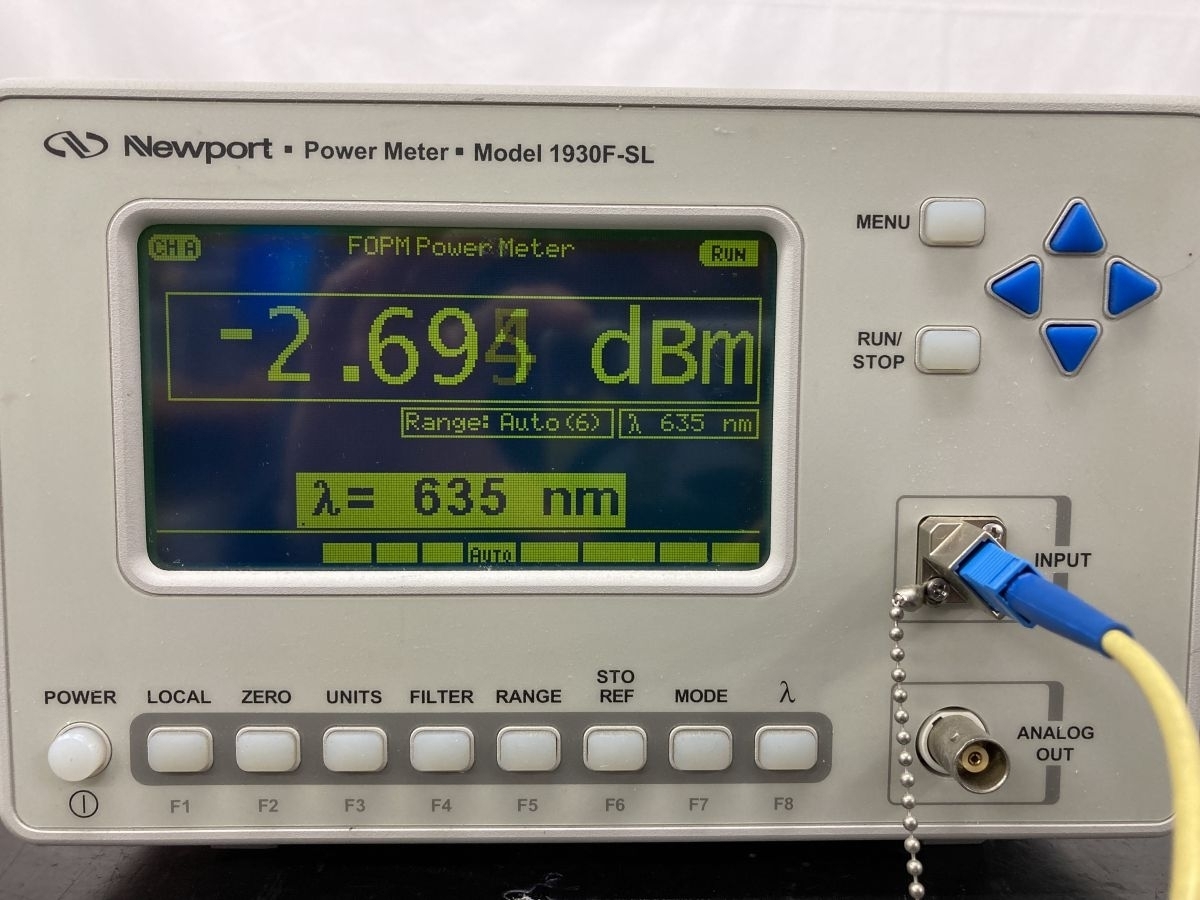 Newport ▪ Power Meter ▪ Model 1930F-SL
CH A
FOPM Power Meter
RUN
-2.69 dBm
Range: Auto(6)
λ 635 nm
λ= 635 nm
AUTO
MENU
RUN/
STOP
INPUT
ANALOG
OUT
POWER
LOCAL
ZERO
UNITS
FILTER
RANGE
STO
REF
MODE
λ
F1
F2
F3
F4
F5
F6
F7
F8